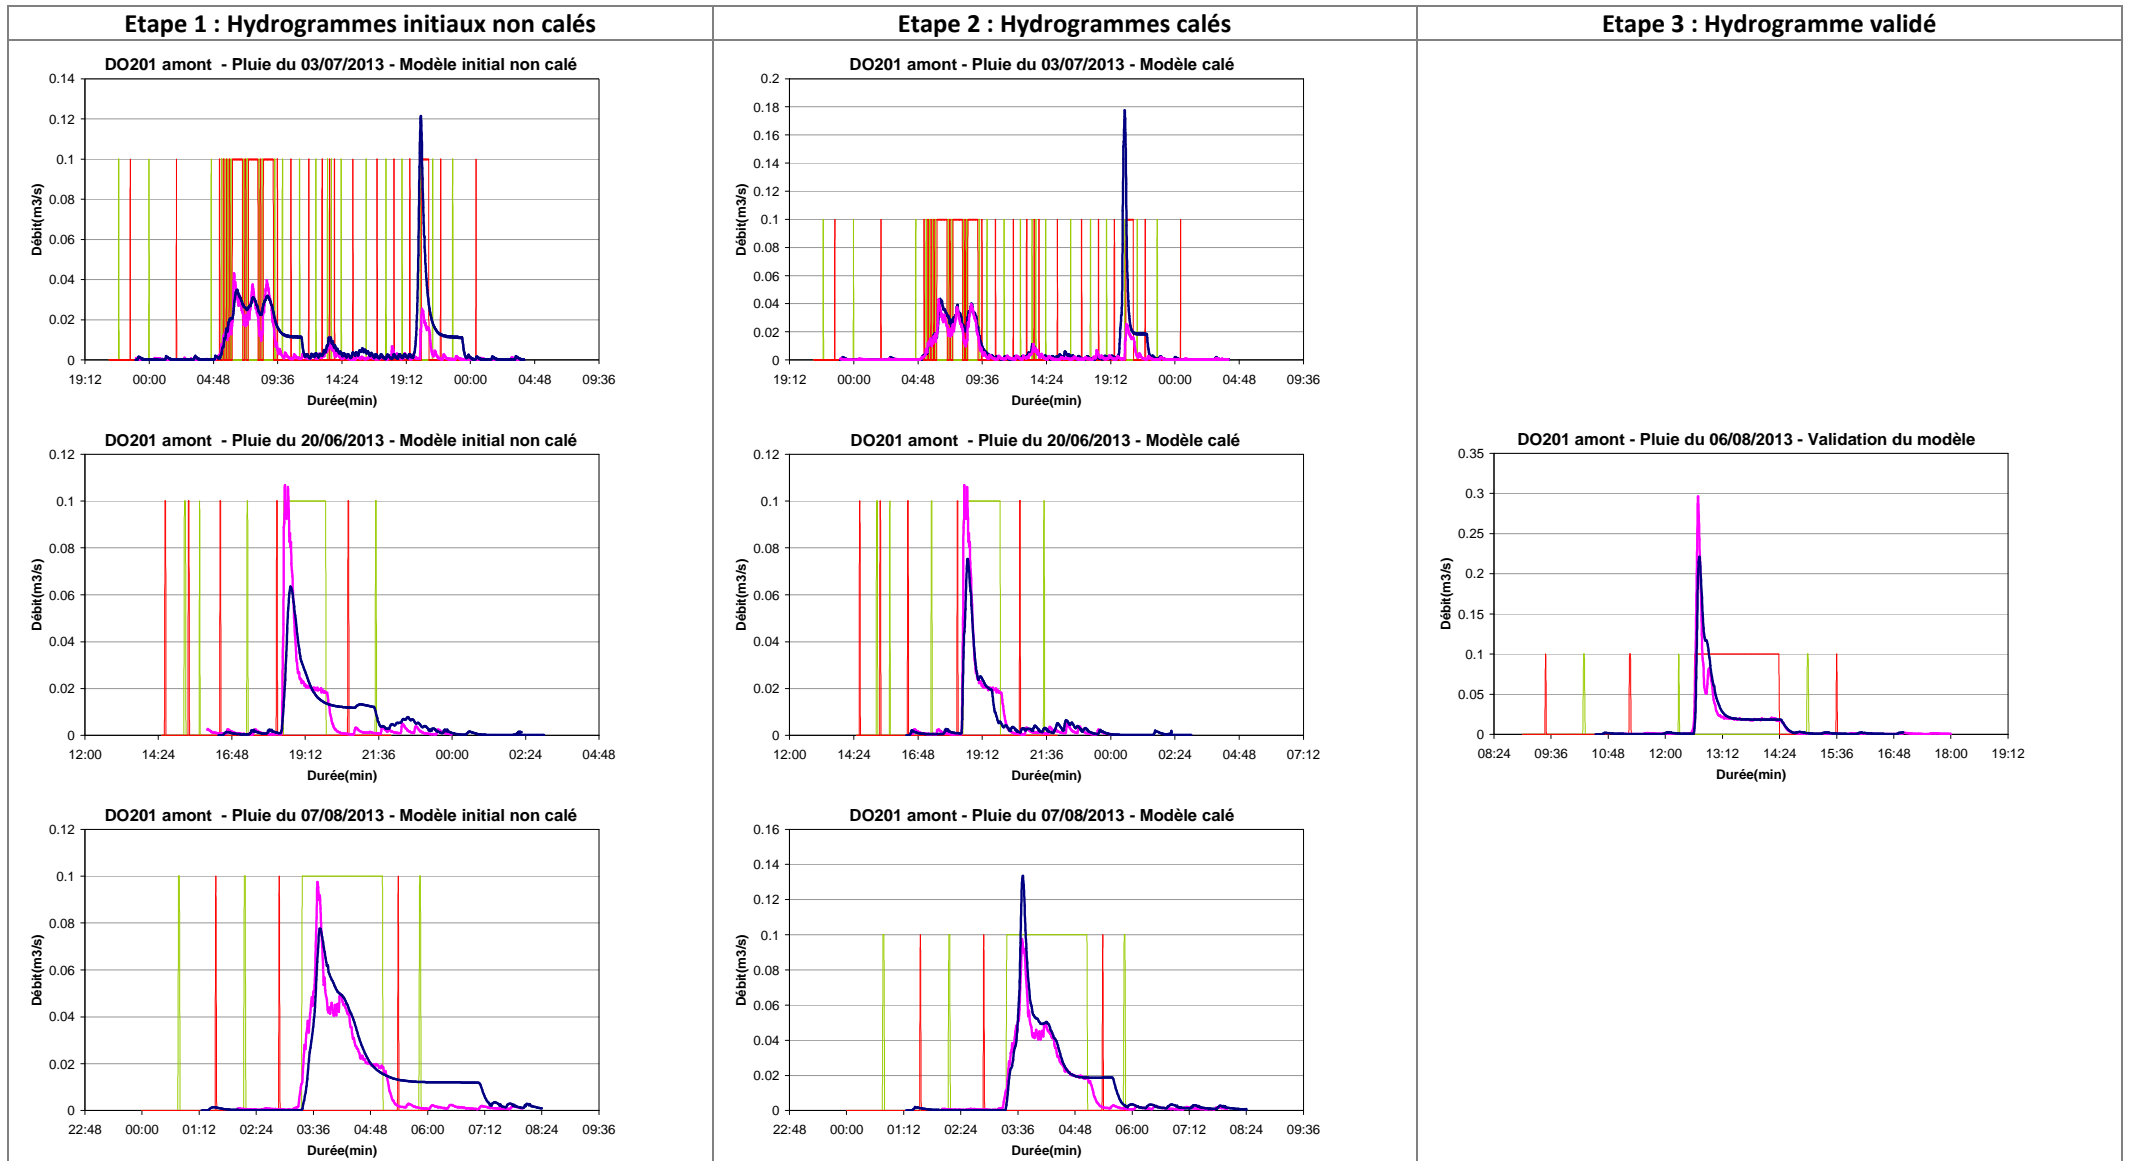 Etape 1 : Hydrogrammes initiaux non calés
Etape 2 : Hydrogrammes calés
Etape 3 : Hydrogramme validé
DO201 amont - Pluie du 03/07/2013 - Modèle initial non calé
0.14
0.12
0.1
0.08
0.06
0.04
0.02
0
Débit(m3/s)
19:12 00:00 04:48 09:36 14:24 19:12 00:00 04:48 09:36
Durée(min)
DO201 amont - Pluie du 03/07/2013 - Modèle calé
0.2
0.18
0.16
0.14
0.12
0.1
0.08
0.06
0.04
0.02
0
Débit(m3/s)
19:12 00:00 04:48 09:36 14:24 19:12 00:00 04:48 09:36
Durée(min)
DO201 amont - Pluie du 20/06/2013 - Modèle initial non calé
0.12
0.1
0.08
0.06
0.04
0.02
0
Débit(m3/s)
12:00 14:24 16:48 19:12 21:36 00:00 02:24 04:48
Durée(min)
DO201 amont - Pluie du 20/06/2013 - Modèle calé
0.12
0.1
0.08
0.06
0.04
0.02
0
Débit(m3/s)
12:00 14:24 16:48 19:12 21:36 00:00 02:24 04:48 07:12
Durée(min)
DO201 amont - Pluie du 06/08/2013 - Validation du modèle
0.35
0.3
0.25
0.2
0.15
0.1
0.05
0
Débit(m3/s)
08:24 09:36 10:48 12:00 13:12 14:24 15:36 16:48 18:00 19:12
Durée(min)
DO201 amont - Pluie du 07/08/2013 - Modèle initial non calé
0.12
0.1
0.08
0.06
0.04
0.02
0
Débit(m3/s)
22:48 00:00 01:12 02:24 03:36 04:48 06:00 07:12 08:24 09:36
Durée(min)
DO201 amont - Pluie du 07/08/2013 - Modèle calé
0.16
0.14
0.12
0.1
0.08
0.06
0.04
0.02
0
Débit(m3/s)
22:48 00:00 01:12 02:24 03:36 04:48 06:00 07:12 08:24 09:36
Durée(min)